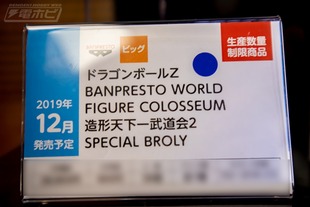 電ホビ
BANPRESTO
ビッグ
生産数量
制限商品
ドラゴンボールZ
BANPRESTO WORLD
FIGURE COLOSSEUM
造形天下一武道会2
SPECIAL BROLY
2019年
12月
発売予定